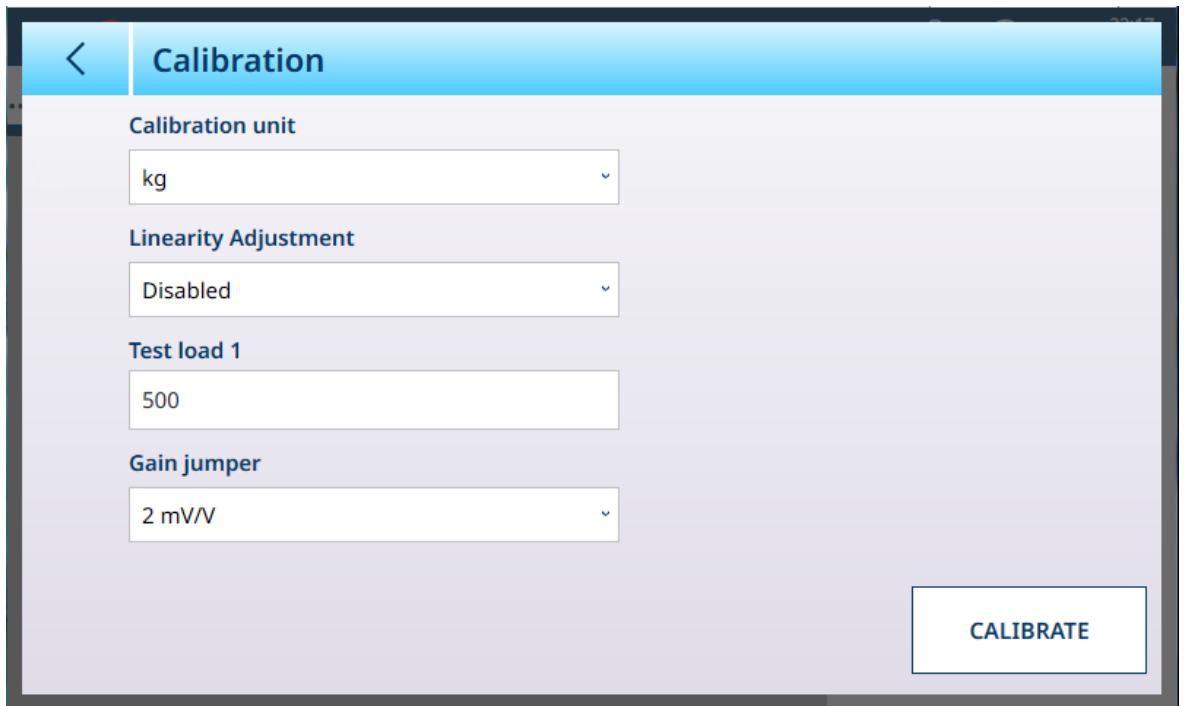 Calibration
Calibration unit
kg
Linearity Adjustment
Disabled
Test load 1
500
Gain jumper
2 mV/V
CALIBRATE